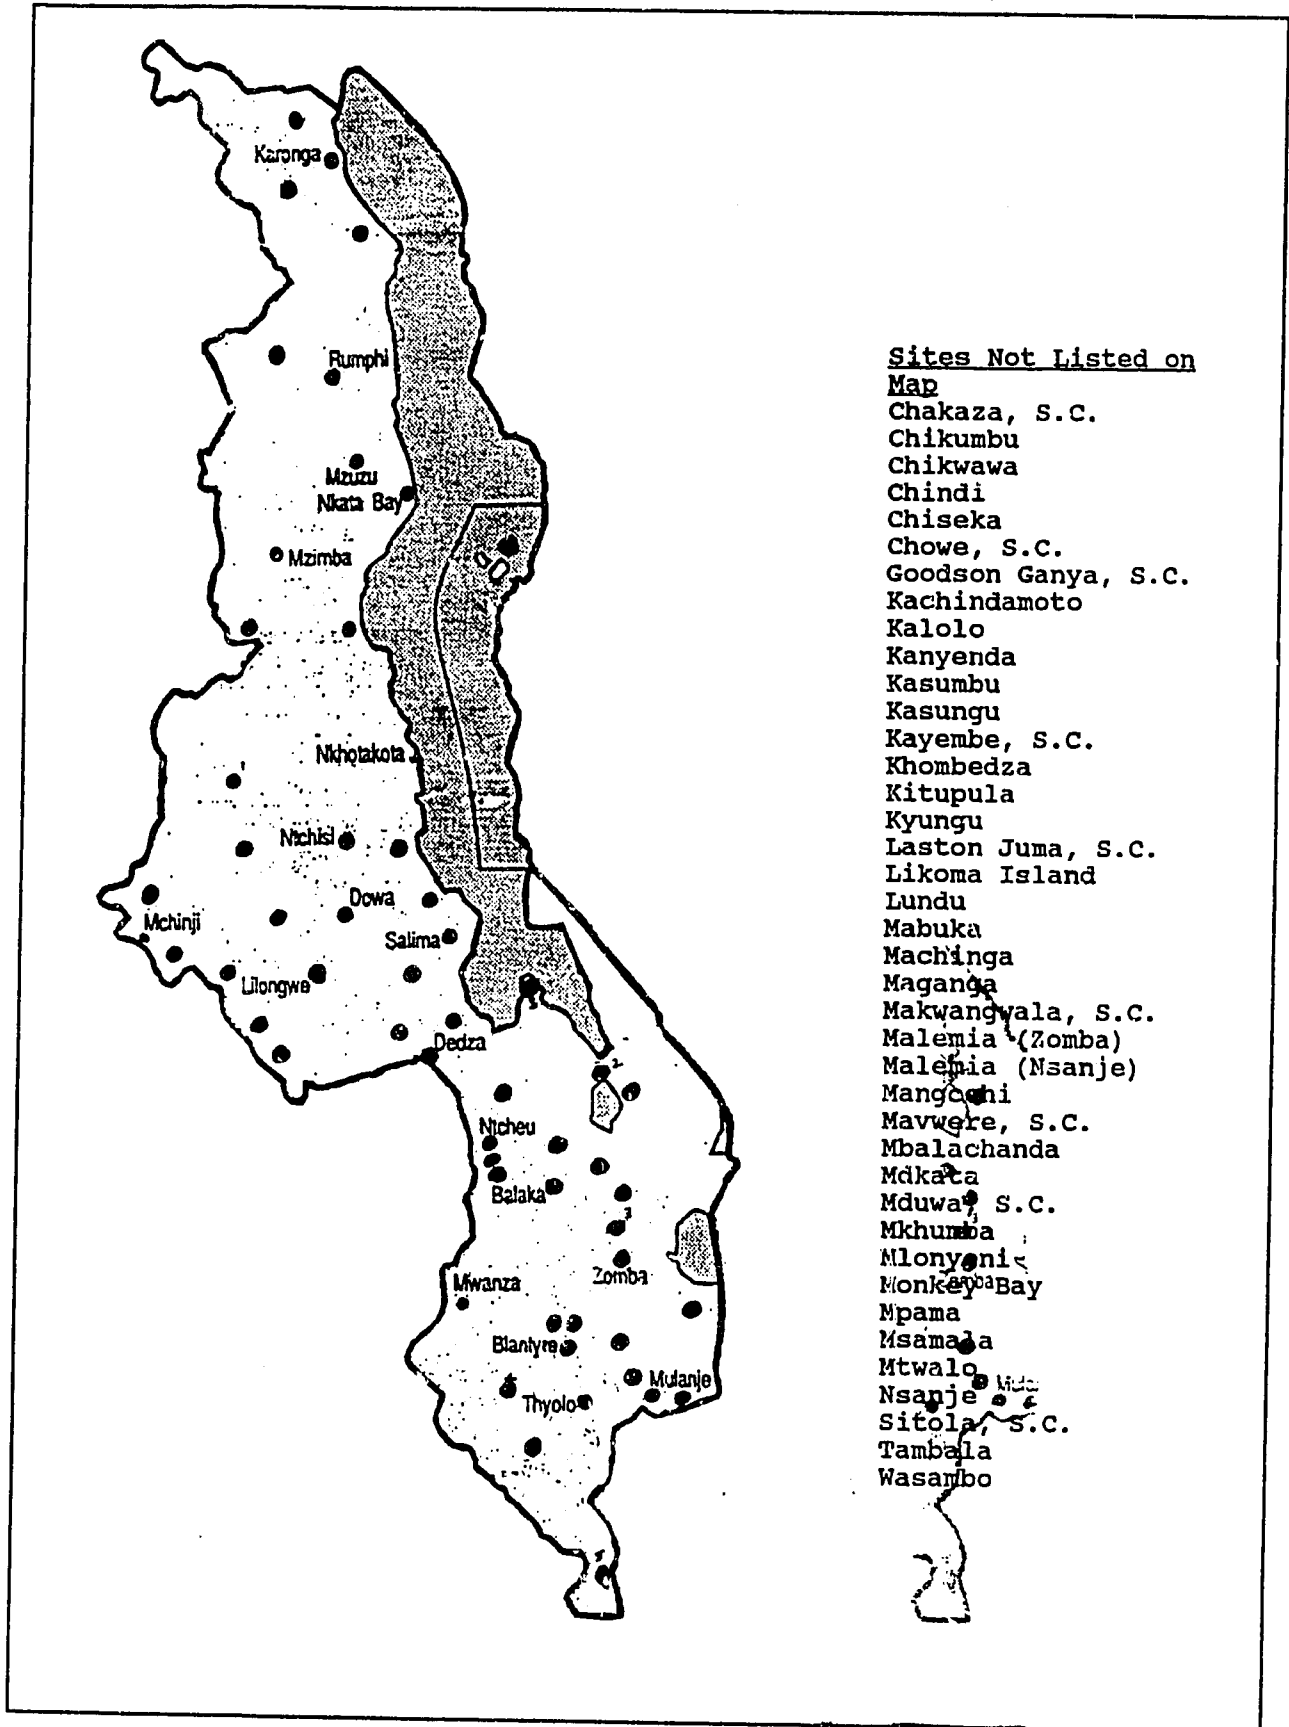 Karonga
Rumphi
Mzuzu
Nkata Bay
Mzimba
Nkhotakota
Ntchisi
Dowa
Mchinji
Salima
Lilongwe
Dedza
2
Ntcheu
Balaka
3
Zomba
Mwanza
Blantyre
Mulanje
Thyolo
Sites Not Listed on
Map
Chakaza, S.C.
Chikumbu
Chikwawa
Chindi
Chiseka
Chowe, S.C.
Goodson Ganya, S.C.
Kachindamoto
Kalolo
Kanyenda
Kasumbu
Kasungu
Kayembe, S.C.
Khombedza
Kitupula
Kyungu
Laston Juma, S.C.
Likoma Island
Lundu
Mabuka
Machinga
Maganga
Makwangwala, S.C.
Malemia (Zomba)
Malemia (Nsanje)
Mangochi
Mavwere, S.C.
Mbalachanda
Mdkata
Mduwa, S.C.
Mkhumba
Mlonyeni
Monkey Bay
Mpama
Msamala
Mtwalo
Nsanje
Sitola, S.C.
Tambala
Wasambo